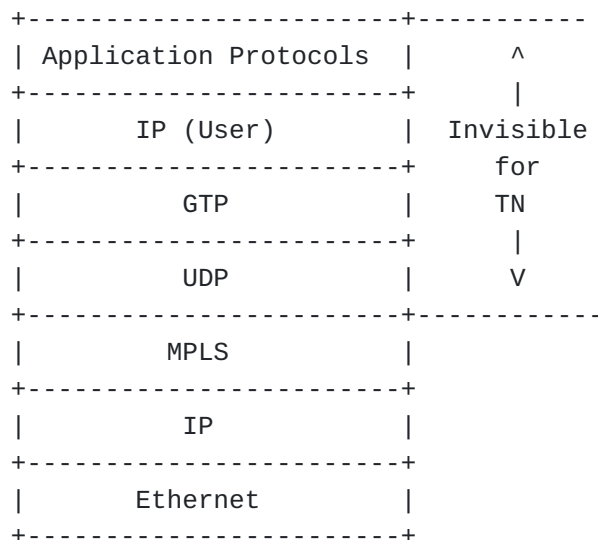 +------------------------+-----------
| Application Protocols  |      ^
+------------------------+      |
|       IP (User)        |  Invisible
+------------------------+     for
|          GTP           |     TN
+------------------------+      |
|          UDP           |      V
+------------------------+------------
|         MPLS           |
+------------------------+
|          IP            |
+------------------------+
|       Ethernet         |
+------------------------+